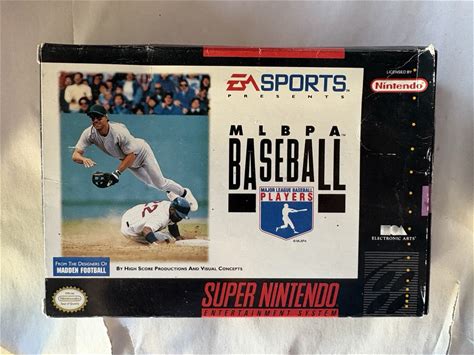 EA SPORTS
PRESENTS
MLBPA
BASEBALL
MAJOR LEAGUE BASEBALL
PLAYERS
©MLBPA
LICENSED BY
Nintendo
ELECTRONIC ARTS
FROM THE DESIGNERS OF
MADDEN FOOTBALL
BY HIGH SCORE PRODUCTIONS AND VISUAL CONCEPTS
SUPER NINTENDO
ENTERTAINMENT SYSTEM